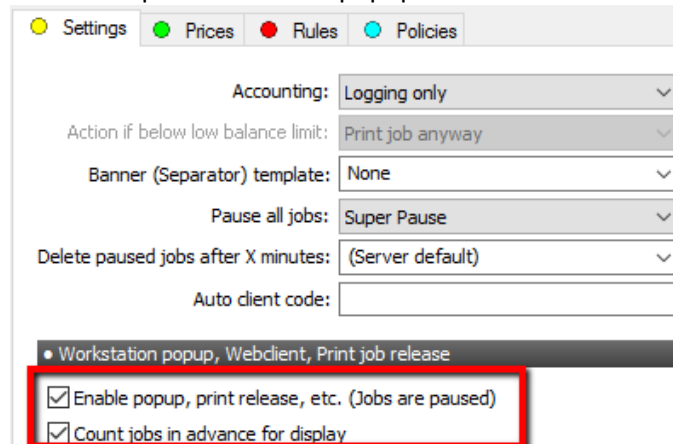 Settings Prices Rules Policies
Accounting: Logging only
Action if below low balance limit: Print job anyway
Banner (Separator) template: None
Pause all jobs: Super Pause
Delete paused jobs after X minutes: (Server default)
Auto client code:
• Workstation popup, Webclient, Print job release
Enable popup, print release, etc. (Jobs are paused)
Count jobs in advance for display